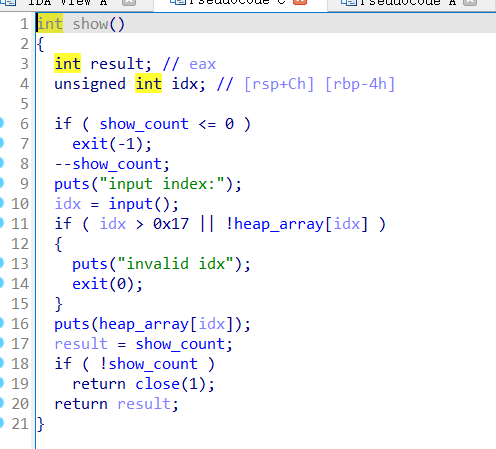 IDA View A
Pseudocode C
Pseudocode A
1 int show()
2 {
3 int result; // eax
4 unsigned int idx; // [rsp+Ch] [rbp-4h]
5
6 if ( show_count <= 0 )
7 exit(-1);
8 --show_count;
9 puts("input index:");
10 idx = input();
11 if ( idx > 0x17 || !heap_array[idx] )
12 {
13 puts("invalid idx");
14 exit(0);
15 }
16 puts(heap_array[idx]);
17 result = show_count;
18 if ( !show_count )
19 return close(1);
20 return result;
21 }